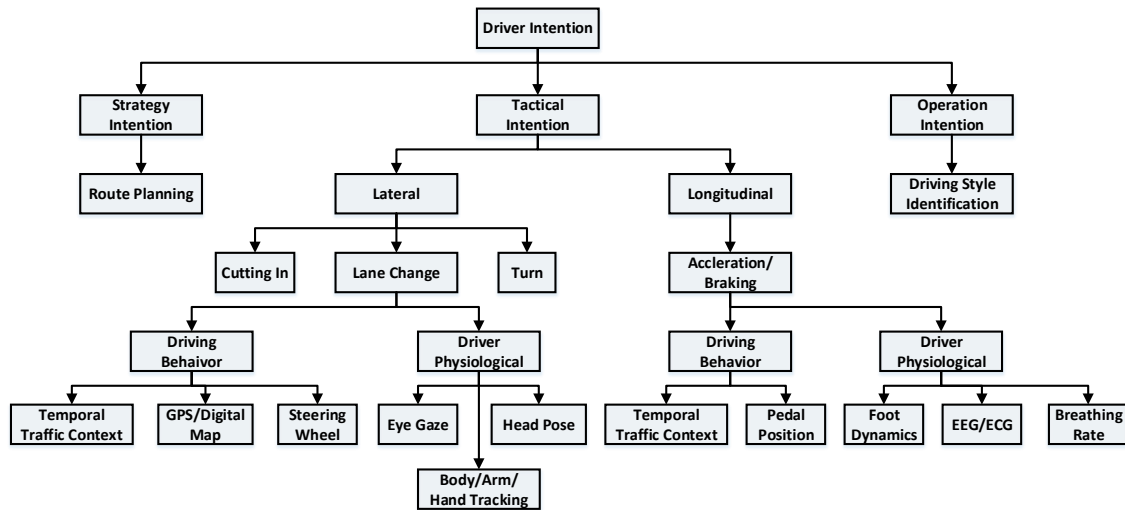 Driver Intention
Strategy
Intention
Tactical
Intention
Operation
Intention
Route Planning
Lateral
Longitudinal
Driving Style
Identification
Cutting In
Lane Change
Turn
Accleration/
Braking
Driving
Behaivor
Driver
Physiological
Driving
Behavior
Driver
Physiological
Temporal
Traffic Context
GPS/Digital
Map
Steering
Wheel
Eye Gaze
Head Pose
Temporal
Traffic Context
Pedal
Position
Foot
Dynamics
EEG/ECG
Breathing
Rate
Body/Arm/
Hand Tracking